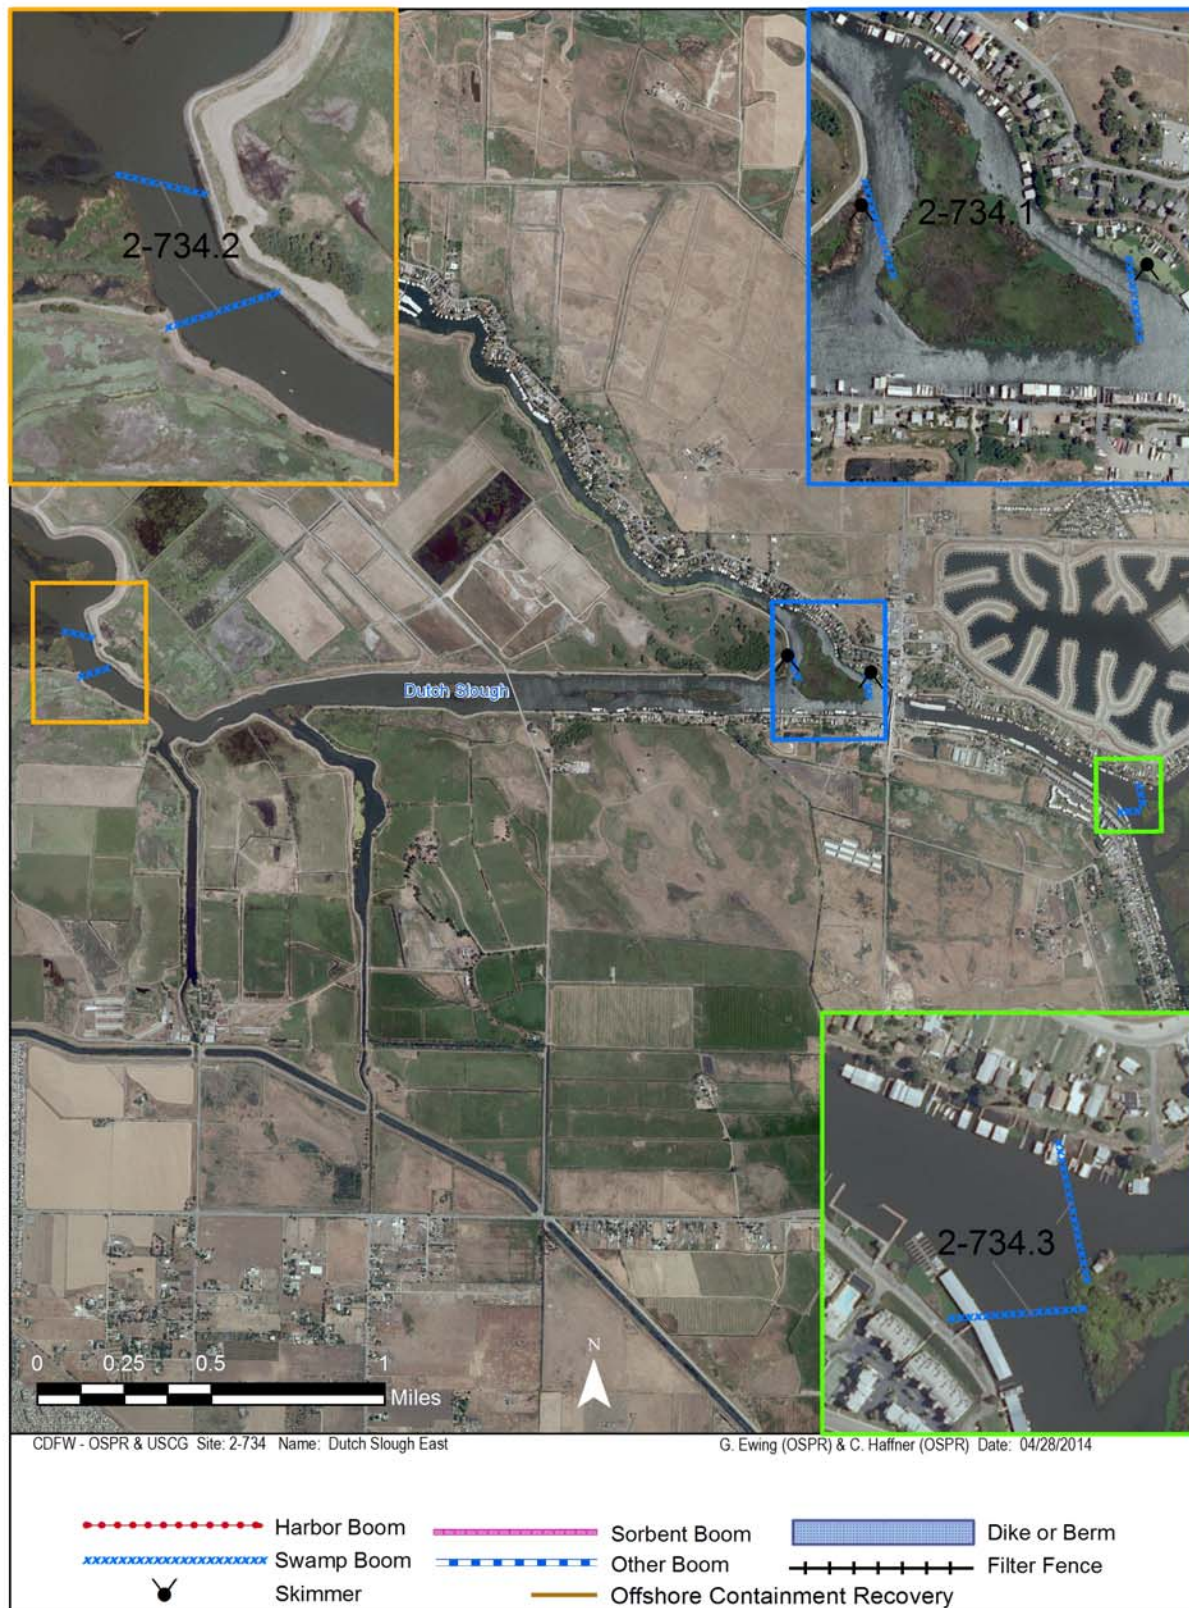 2-734.2
2-734.1
Dutch Slough
2-734.3
N
0 0.25 0.5 1
Miles
CDFW - OSPR & USCG Site: 2-734 Name: Dutch Slough East
G. Ewing (OSPR) & C. Haffner (OSPR) Date: 04/28/2014
Harbor Boom
Sorbent Boom
Dike or Berm
Swamp Boom
Other Boom
Filter Fence
Skimmer
Offshore Containment Recovery